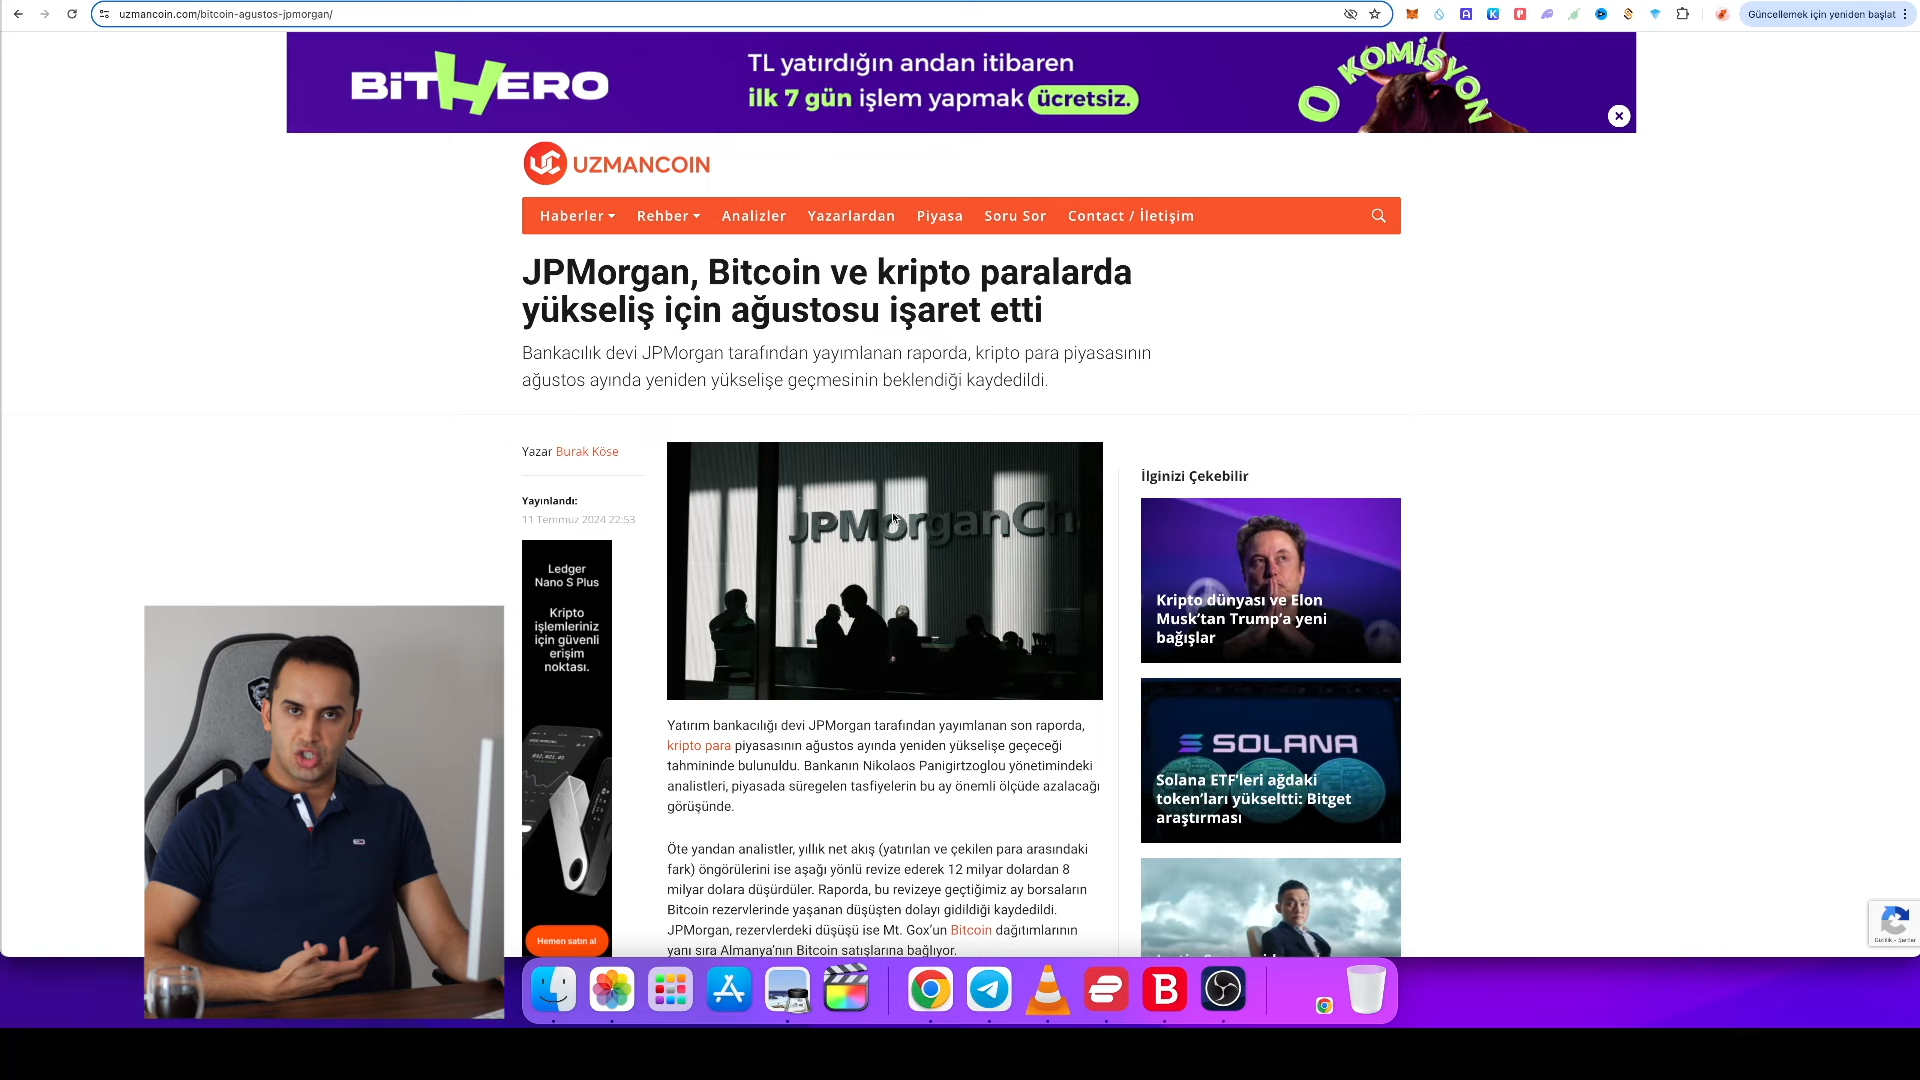 uzmancoin.com/bitcoin-agustos-jpmorgan/
Güncellemek için yeniden başlat
BiTHERO
TL yatırdığın andan itibaren
ilk 7 gün işlem yapmak ücretsiz.
0 KOMİSYON
UZMANCOIN
Haberler Rehber Analizler Yazarlardan Piyasa Soru Sor Contact / İletişim
JPMorgan, Bitcoin ve kripto paralarda
yükseliş için ağustosu işaret etti
Bankacılık devi JPMorgan tarafından yayımlanan raporda, kripto para piyasasının
ağustos ayında yeniden yükselişe geçmesinin beklendiği kaydedildi.
Yazar Burak Köse
Yayınlandı:
11 Temmuz 2024 22:53
Ledger
Nano S Plus
Kripto
işlemleriniz
için güvenli
erişim
noktası.
Hemen satın al
JPMorganCh
Yatırım bankacılığı devi JPMorgan tarafından yayımlanan son raporda,
kripto para piyasasının ağustos ayında yeniden yükselişe geçeceği
tahmininde bulunuldu. Bankanın Nikolaos Panigirtzoglou yönetimindeki
analistleri, piyasada süregelen tasfiyelerin bu ay önemli ölçüde azalacağı
görüşünde.
Öte yandan analistler, yıllık net akış (yatırılan ve çekilen para arasındaki
fark) öngörülerini ise aşağı yönlü revize ederek 12 milyar dolardan 8
milyar dolara düşürdüler. Raporda, bu revizeye geçtiğimiz ay borsaların
Bitcoin rezervlerinde yaşanan düşüşten dolayı gidildiği kaydedildi.
JPMorgan, rezervlerdeki düşüşü ise Mt. Gox'un Bitcoin dağıtımlarının
yanı sıra Almanya'nın Bitcoin satışlarına bağlıyor.
İlginizi Çekebilir
Kripto dünyası ve Elon
Musk'tan Trump'a yeni
bağışlar
SOLANA
Solana ETF'leri ağdaki
token'ları yükseltti: Bitget
araştırması
Gizlilik - Şartlar